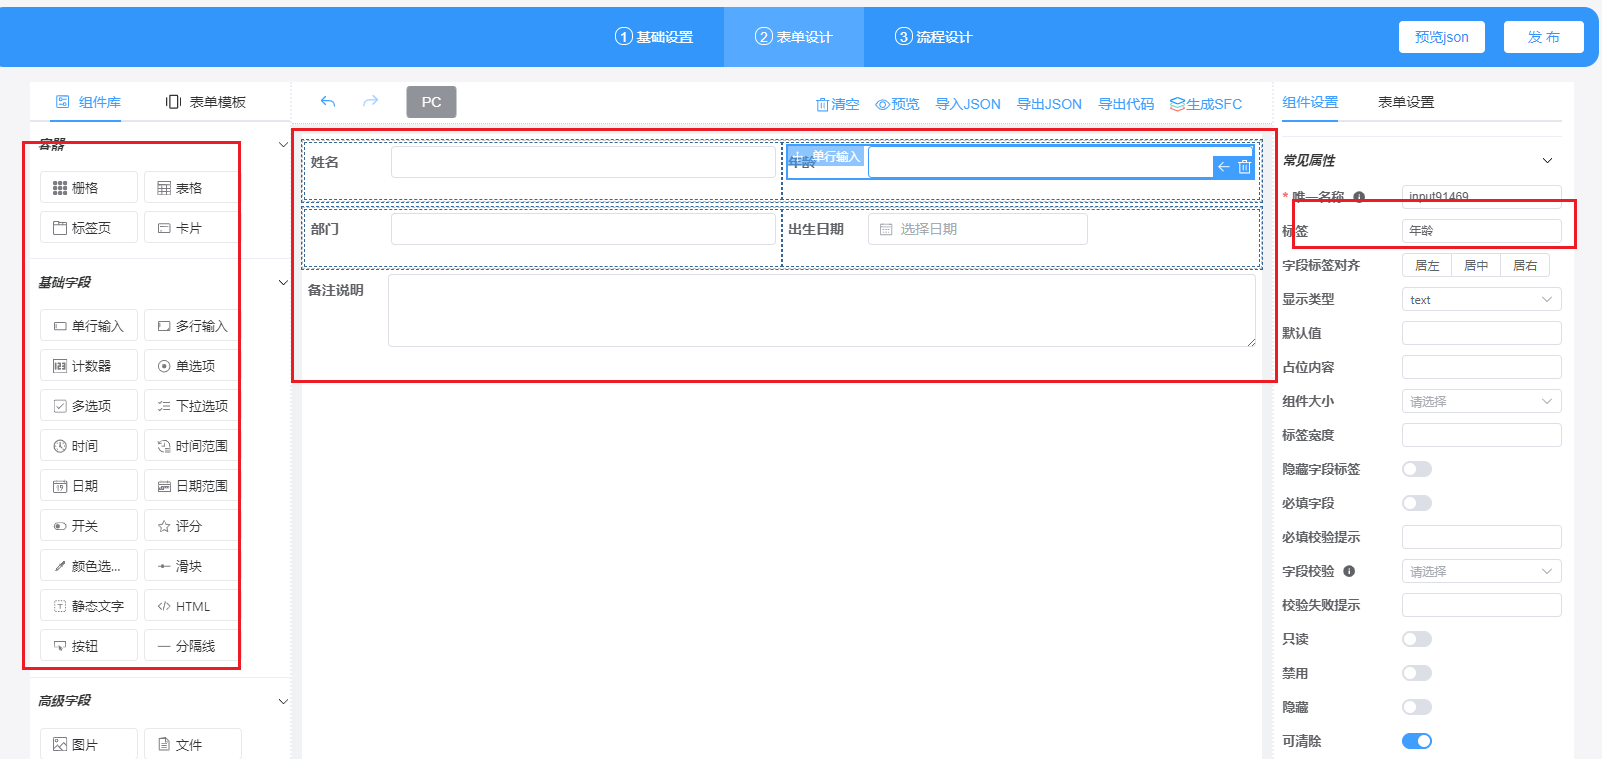 ① 基础设置
② 表单设计
③ 流程设计
预览json
发 布
组件库
表单模板
PC
清空
预览
导入JSON
导出JSON
导出代码
生成SFC
组件设置
表单设置
容器
栅格
表格
标签页
卡片
基础字段
单行输入
多行输入
计数器
单选项
多选项
下拉选项
时间
时间范围
日期
日期范围
开关
评分
颜色选...
滑块
静态文字
HTML
按钮
分隔线
高级字段
图片
文件
姓名
年龄
单行输入
部门
出生日期
选择日期
备注说明
常见属性
* 唯一名称
input91469
标签
年龄
字段标签对齐
居左
居中
居右
显示类型
text
默认值
占位内容
组件大小
请选择
标签宽度
隐藏字段标签
必填字段
必填校验提示
字段校验
请选择
校验失败提示
只读
禁用
隐藏
可清除